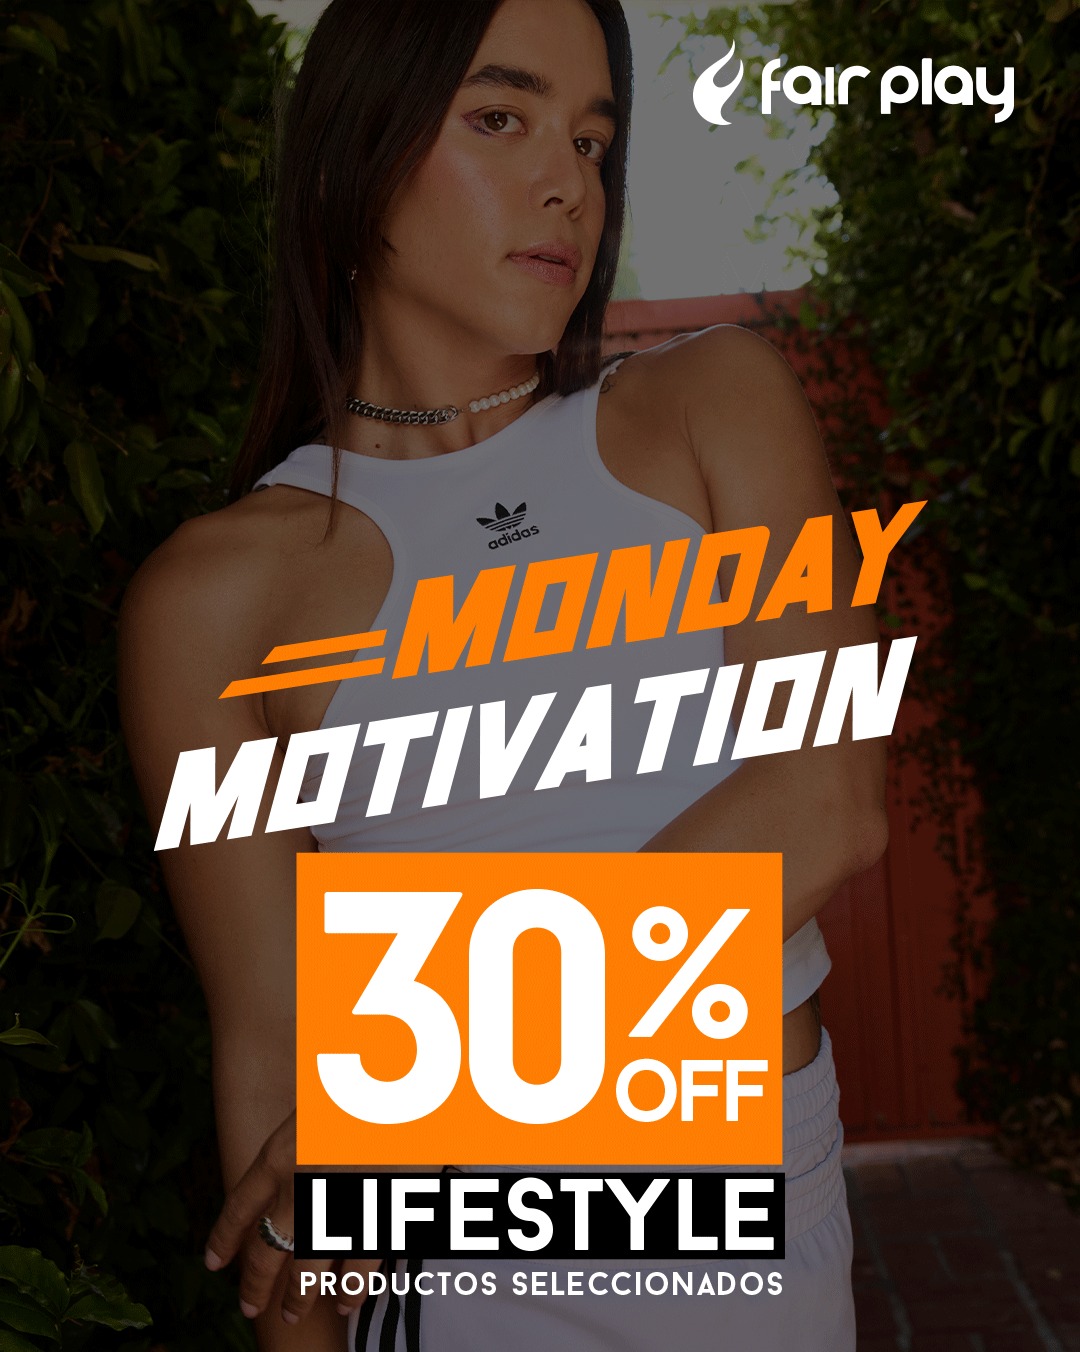 fair play
adidas
MONDAY
MOTIVATION
30%
OFF
LIFESTYLE
PRODUCTOS SELECCIONADOS